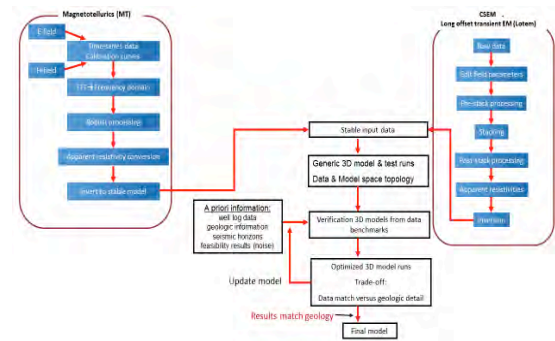 Magnetotellurics (MT)
E-field
Timeseries data
Calibration curves
H-field
FFT→Frequency domain
Robust processing
Apparent resistivity conversion
Invert to stable model
CSEM
Long offset transient EM (Lotem)
Raw data
Edit field parameters
Pre-stack processing
Stacking
Post-stack processing
Apparent resistivities
Inversion
Stable input data
Generic 3D model & test runs
Data & Model space topology
A priori information:
well log data
geologic information
seismic horizons
feasibility results (noise)
Verification 3D models from data
benchmarks
Update model
Optimized 3D model runs
Trade-off:
Data match versus geologic detail
Results match geology
Final model